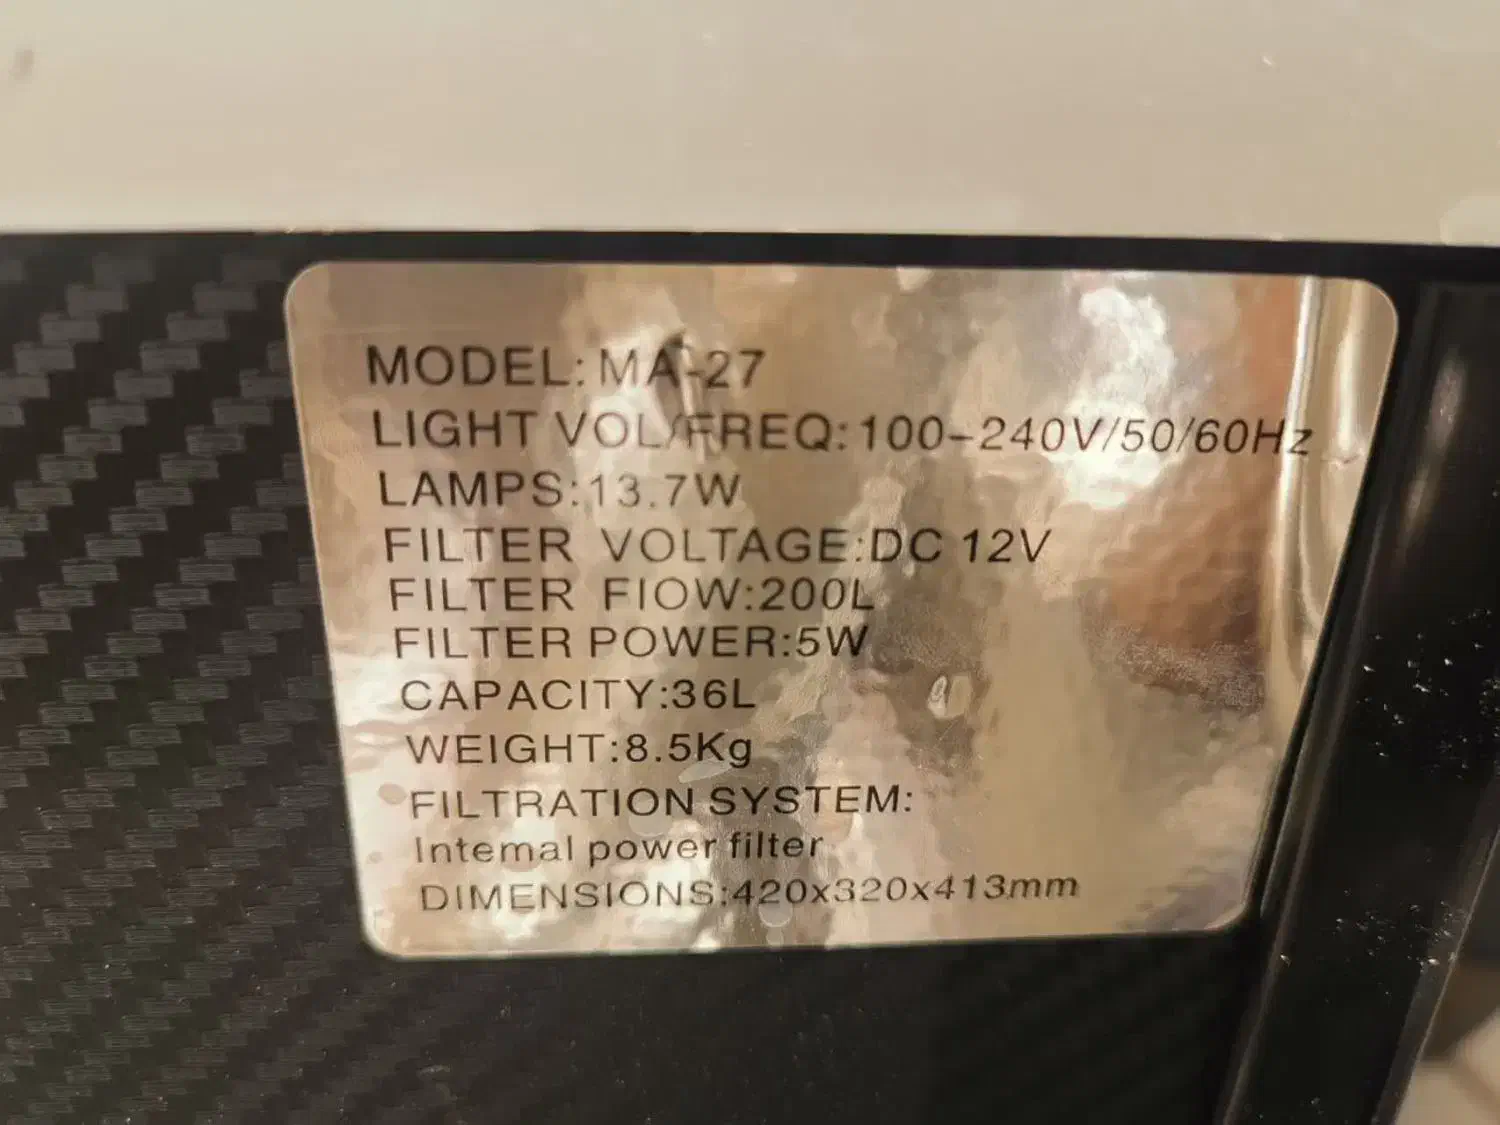 MODEL: MA-27
LIGHT VOL/FREQ:100-240V/50/60Hz
LAMPS:13.7W
FILTER VOLTAGE:DC 12V
FILTER FIOW:200L
FILTER POWER:5W
CAPACITY:36L
WEIGHT:8.5Kg
FILTRATION SYSTEM:
Intemal power filter
DIMENSIONS:420x320x413mm